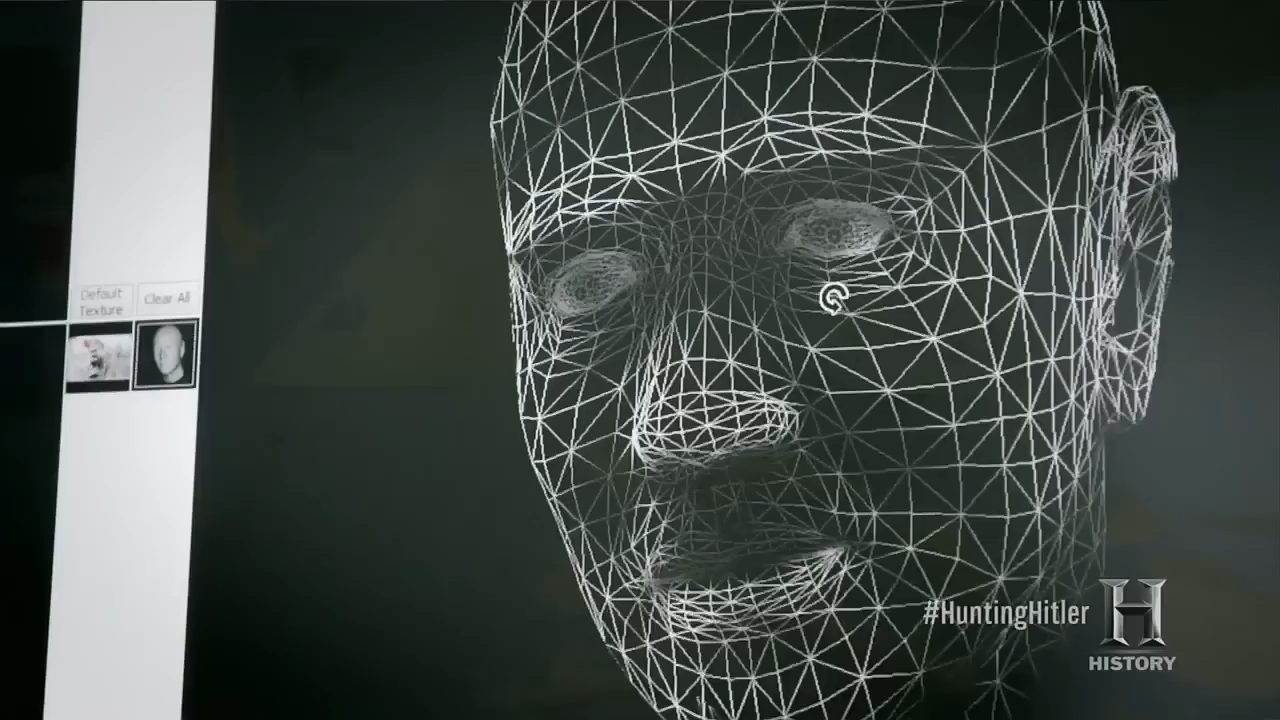 Default
Texture
Clear All
#HuntingHitler
H
HISTORY